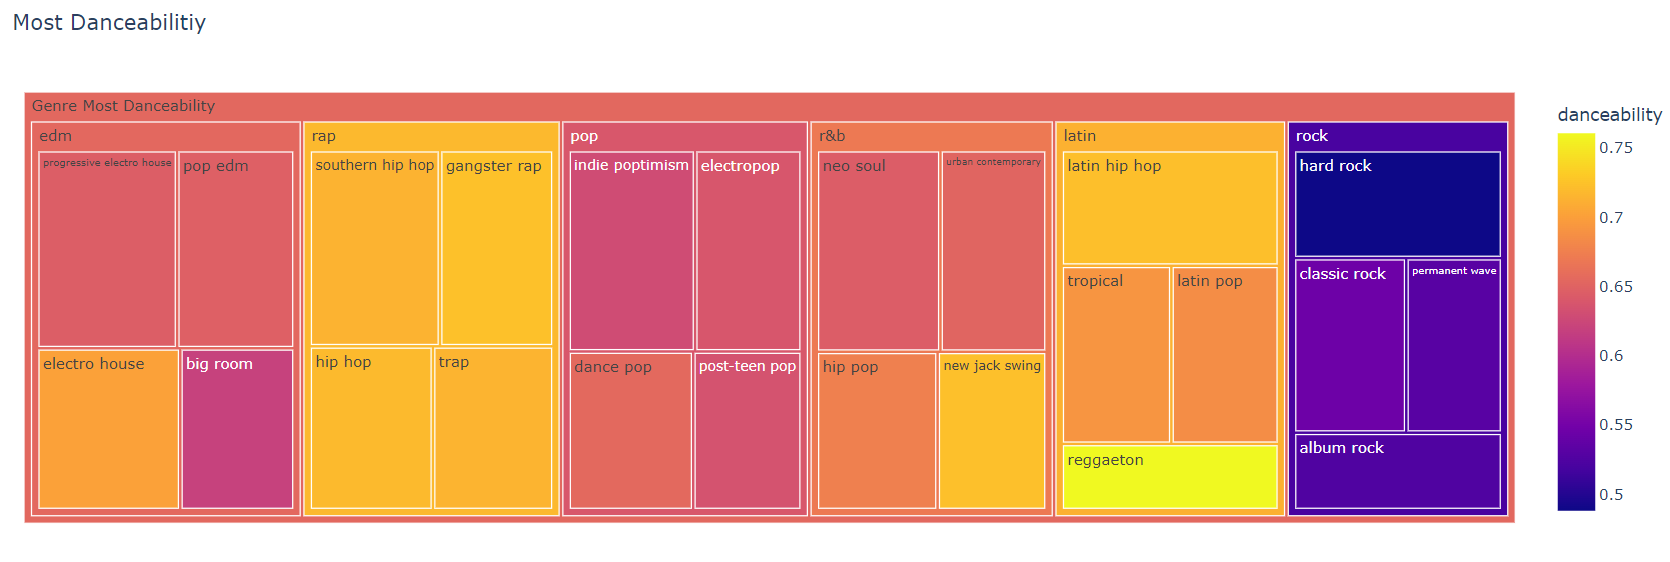 Most Danceabilitiy
Genre Most Danceability
edm
progressive electro house
pop edm
electro house
big room
rap
southern hip hop
gangster rap
hip hop
trap
pop
indie poptimism
electropop
dance pop
post-teen pop
r&b
neo soul
urban contemporary
hip pop
new jack swing
latin
latin hip hop
tropical
latin pop
reggaeton
rock
hard rock
classic rock
permanent wave
album rock
danceability
0.75
0.7
0.65
0.6
0.55
0.5